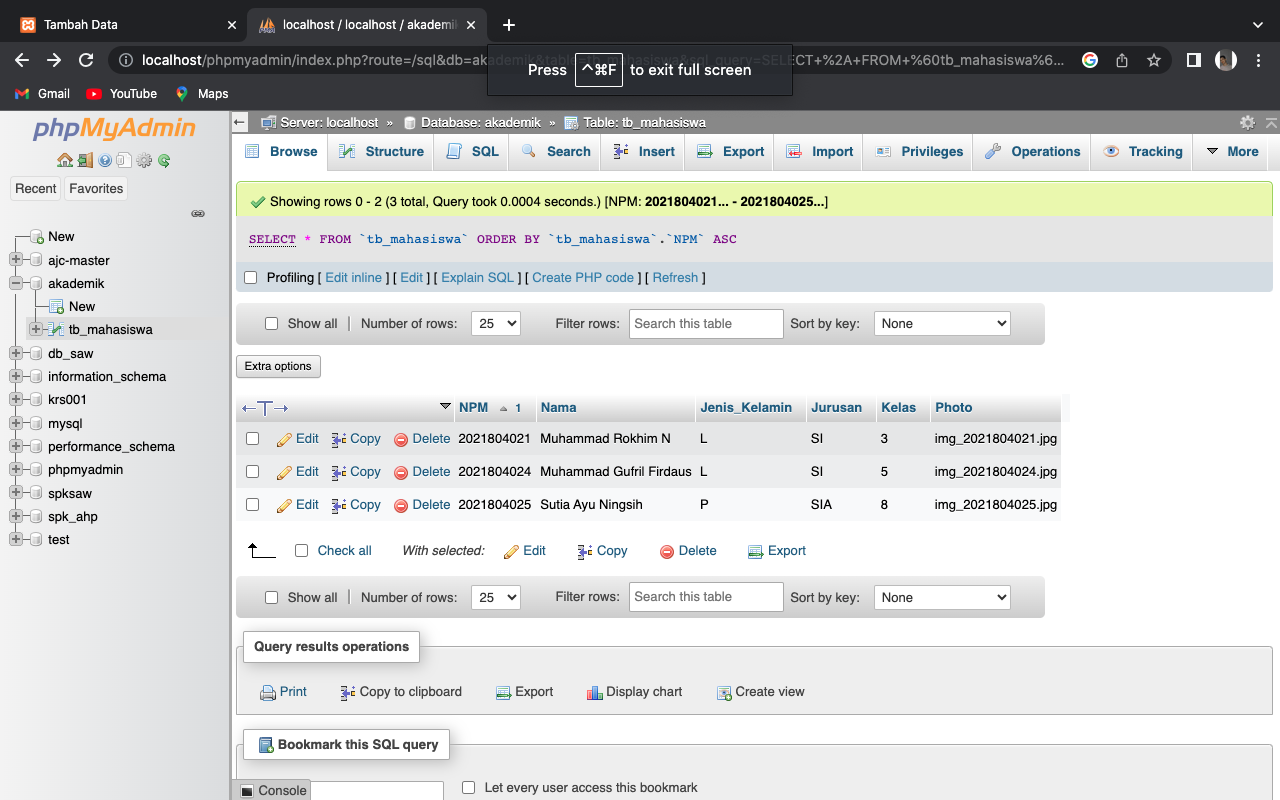 Tambah Data
localhost / localhost / akademik
localhost/phpmyadmin/index.php?route=/sql&db=akademik&table=tb_mahasiswa&sql_query=SELECT+%2A+FROM+%60tb_mahasiswa%6...
Press ^⌘F to exit full screen
Gmail YouTube Maps
phpMyAdmin
Recent Favorites
New
ajc-master
akademik
New
tb_mahasiswa
db_saw
information_schema
krs001
mysql
performance_schema
phpmyadmin
spksaw
spk_ahp
test
Server: localhost » Database: akademik » Table: tb_mahasiswa
Browse Structure SQL Search Insert Export Import Privileges Operations Tracking More
Showing rows 0 - 2 (3 total, Query took 0.0004 seconds.) [NPM: 2021804021... - 2021804025...]
SELECT * FROM `tb_mahasiswa` ORDER BY `tb_mahasiswa`.`NPM` ASC
Profiling [ Edit inline ] [ Edit ] [ Explain SQL ] [ Create PHP code ] [ Refresh ]
Show all | Number of rows: 25 Filter rows: Search this table Sort by key: None
Extra options
←T→ NPM 1 Nama Jenis_Kelamin Jurusan Kelas Photo
Edit Copy Delete 2021804021 Muhammad Rokhim N L SI 3 img_2021804021.jpg
Edit Copy Delete 2021804024 Muhammad Gufril Firdaus L SI 5 img_2021804024.jpg
Edit Copy Delete 2021804025 Sutia Ayu Ningsih P SIA 8 img_2021804025.jpg
Check all With selected: Edit Copy Delete Export
Show all | Number of rows: 25 Filter rows: Search this table Sort by key: None
Query results operations
Print Copy to clipboard Export Display chart Create view
Bookmark this SQL query
Console Let every user access this bookmark